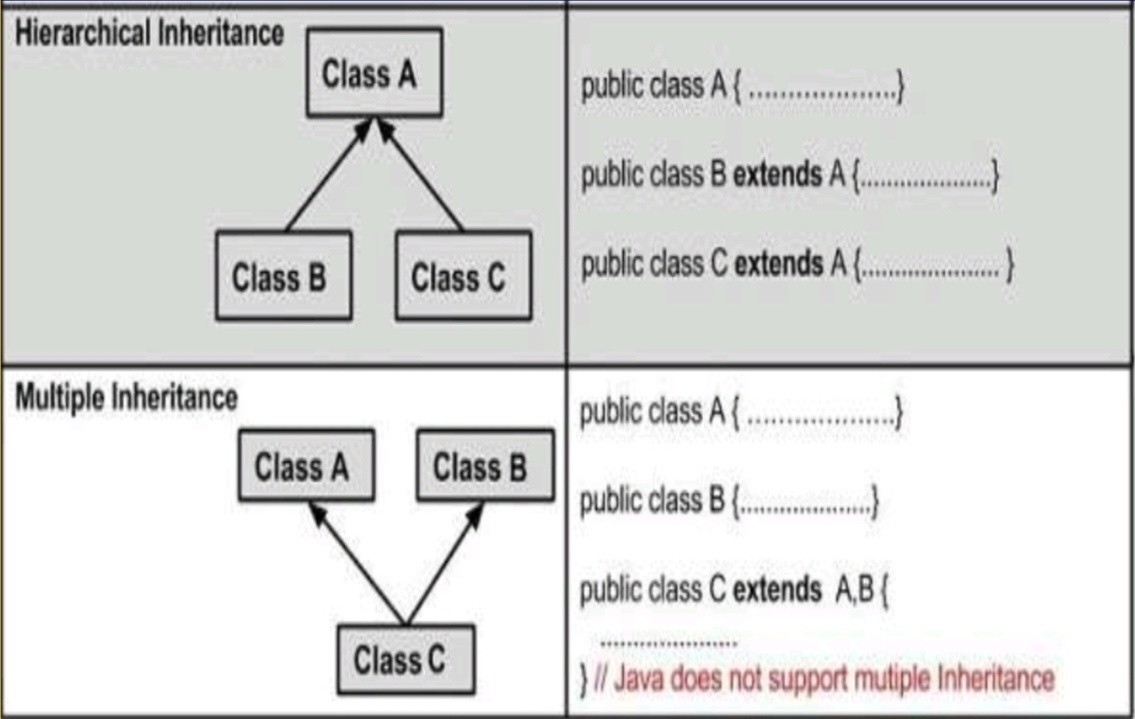 Hierarchical Inheritance
Class A
Class B
Class C
public class A { ...................}
public class B extends A {....................}
public class C extends A {..................... }
Multiple Inheritance
Class A
Class B
Class C
public class A { ...................}
public class B {....................}
public class C extends A,B {
.....................
} // Java does not support mutiple Inheritance